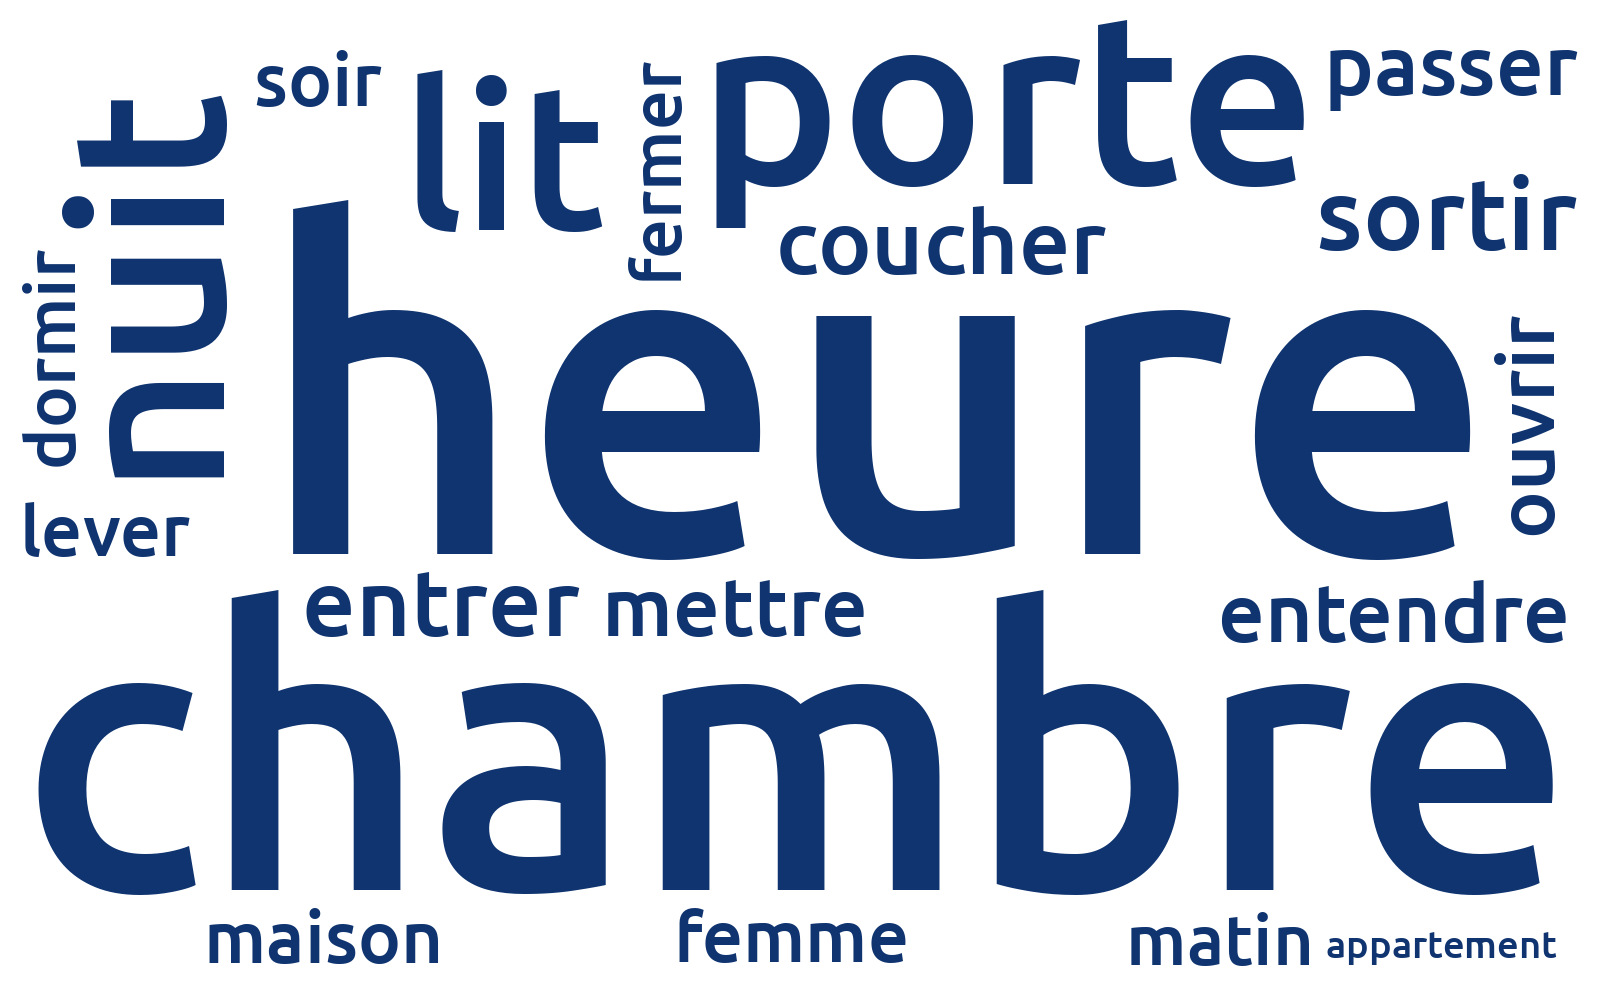 soir
lit
fermer
porte
passer
nuit
sortir
coucher
dormir
heure
ouvrir
lever
entrer
mettre
entendre
chambre
maison
femme
matin
appartement